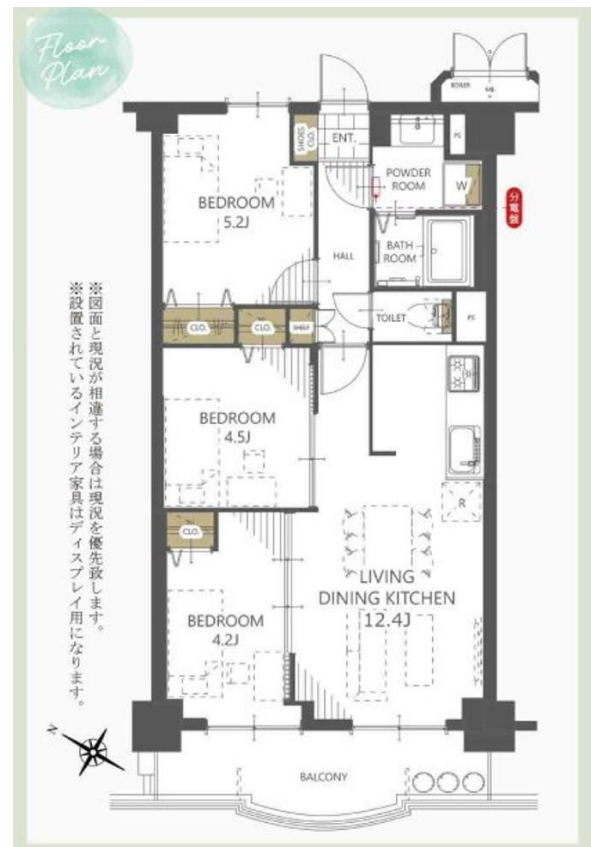 Floor
Plan
BOILER
MB
SHOES
CLO.
ENT.
PS
POWDER
ROOM
W
BEDROOM
5.2J
分電盤
HALL
BATH
ROOM
CLO.
CLO.
SHELF
TOILET
PS
BEDROOM
4.5J
R
CLO.
LIVING
DINING KITCHEN
12.4J
BEDROOM
4.2J
※図面と現況が相違する場合は現況を優先致します。
※設置されているインテリア家具はディスプレイ用になります。
N
BALCONY